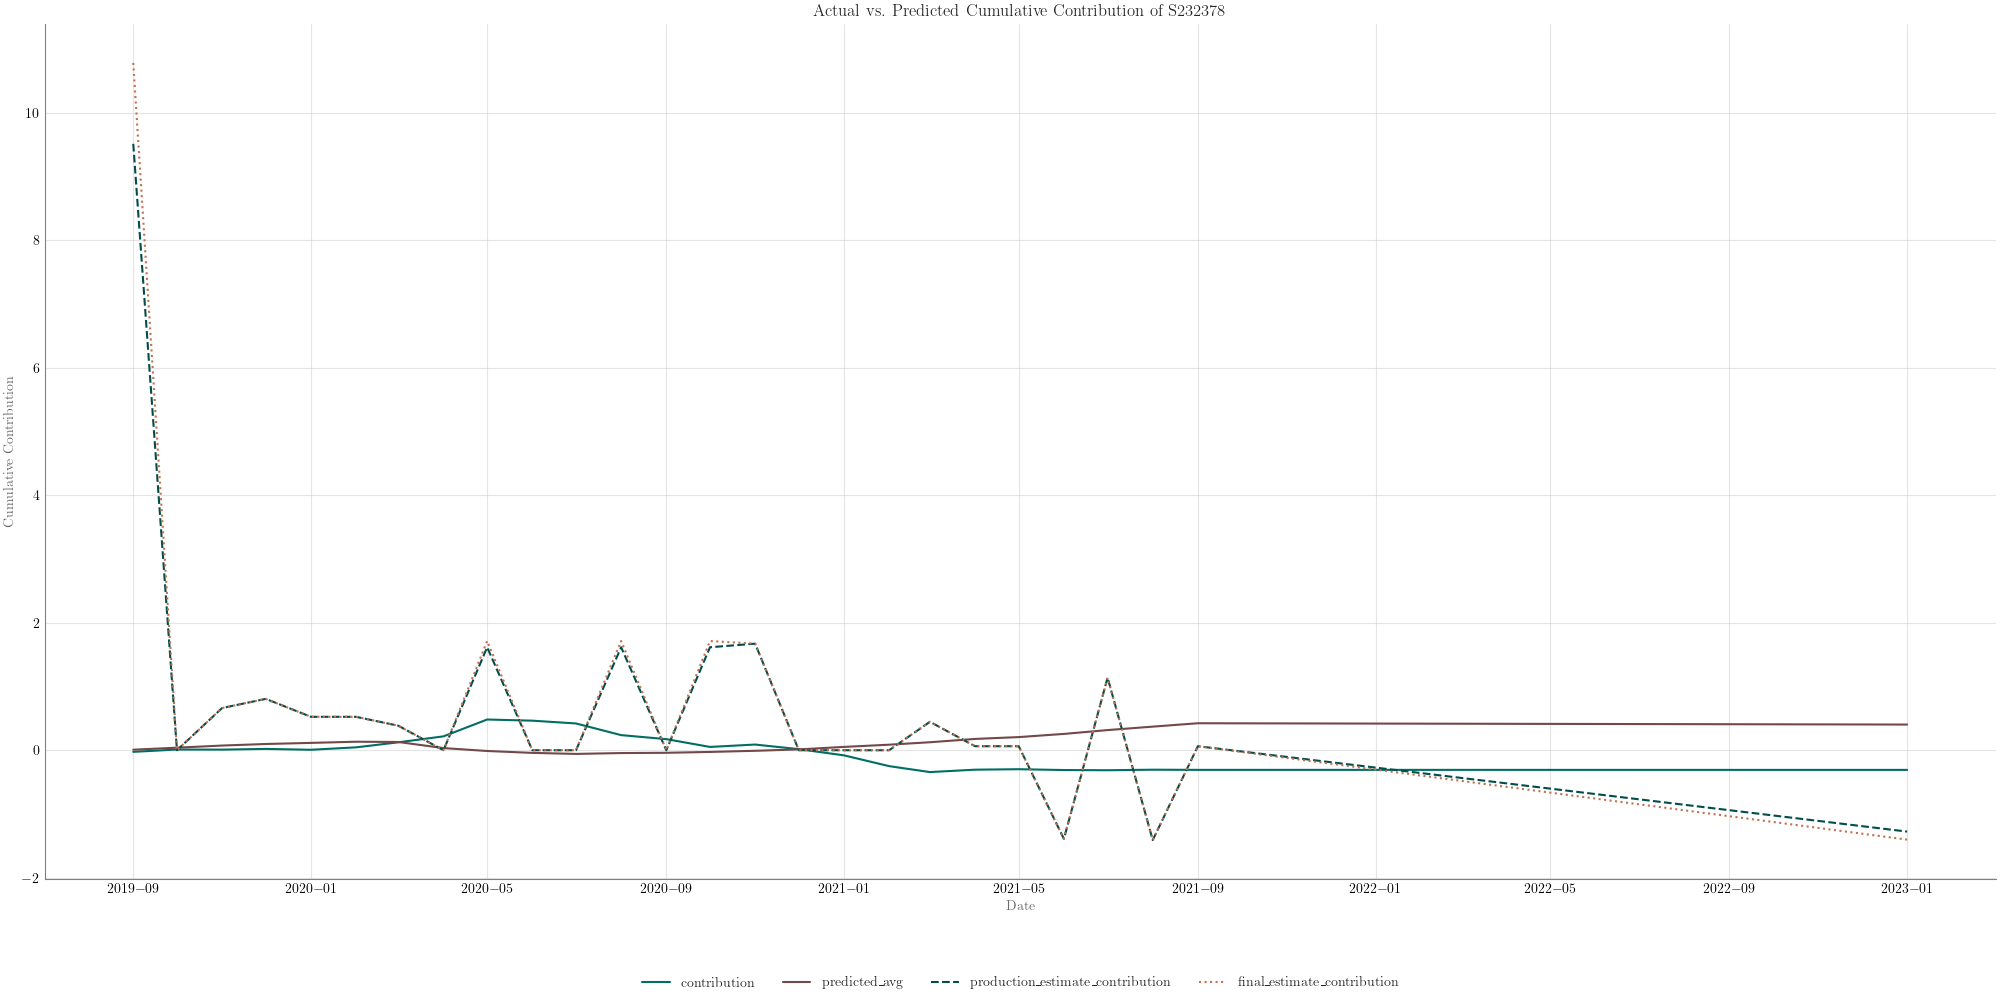 Actual vs. Predicted Cumulative Contribution of S232378
10
8
6
4
2
0
−2
Cumulative Contribution
2019−09 2020−01 2020−05 2020−09 2021−01 2021−05 2021−09 2022−01 2022−05 2022−09 2023−01
Date
contribution predicted_avg production_estimate_contribution final_estimate_contribution